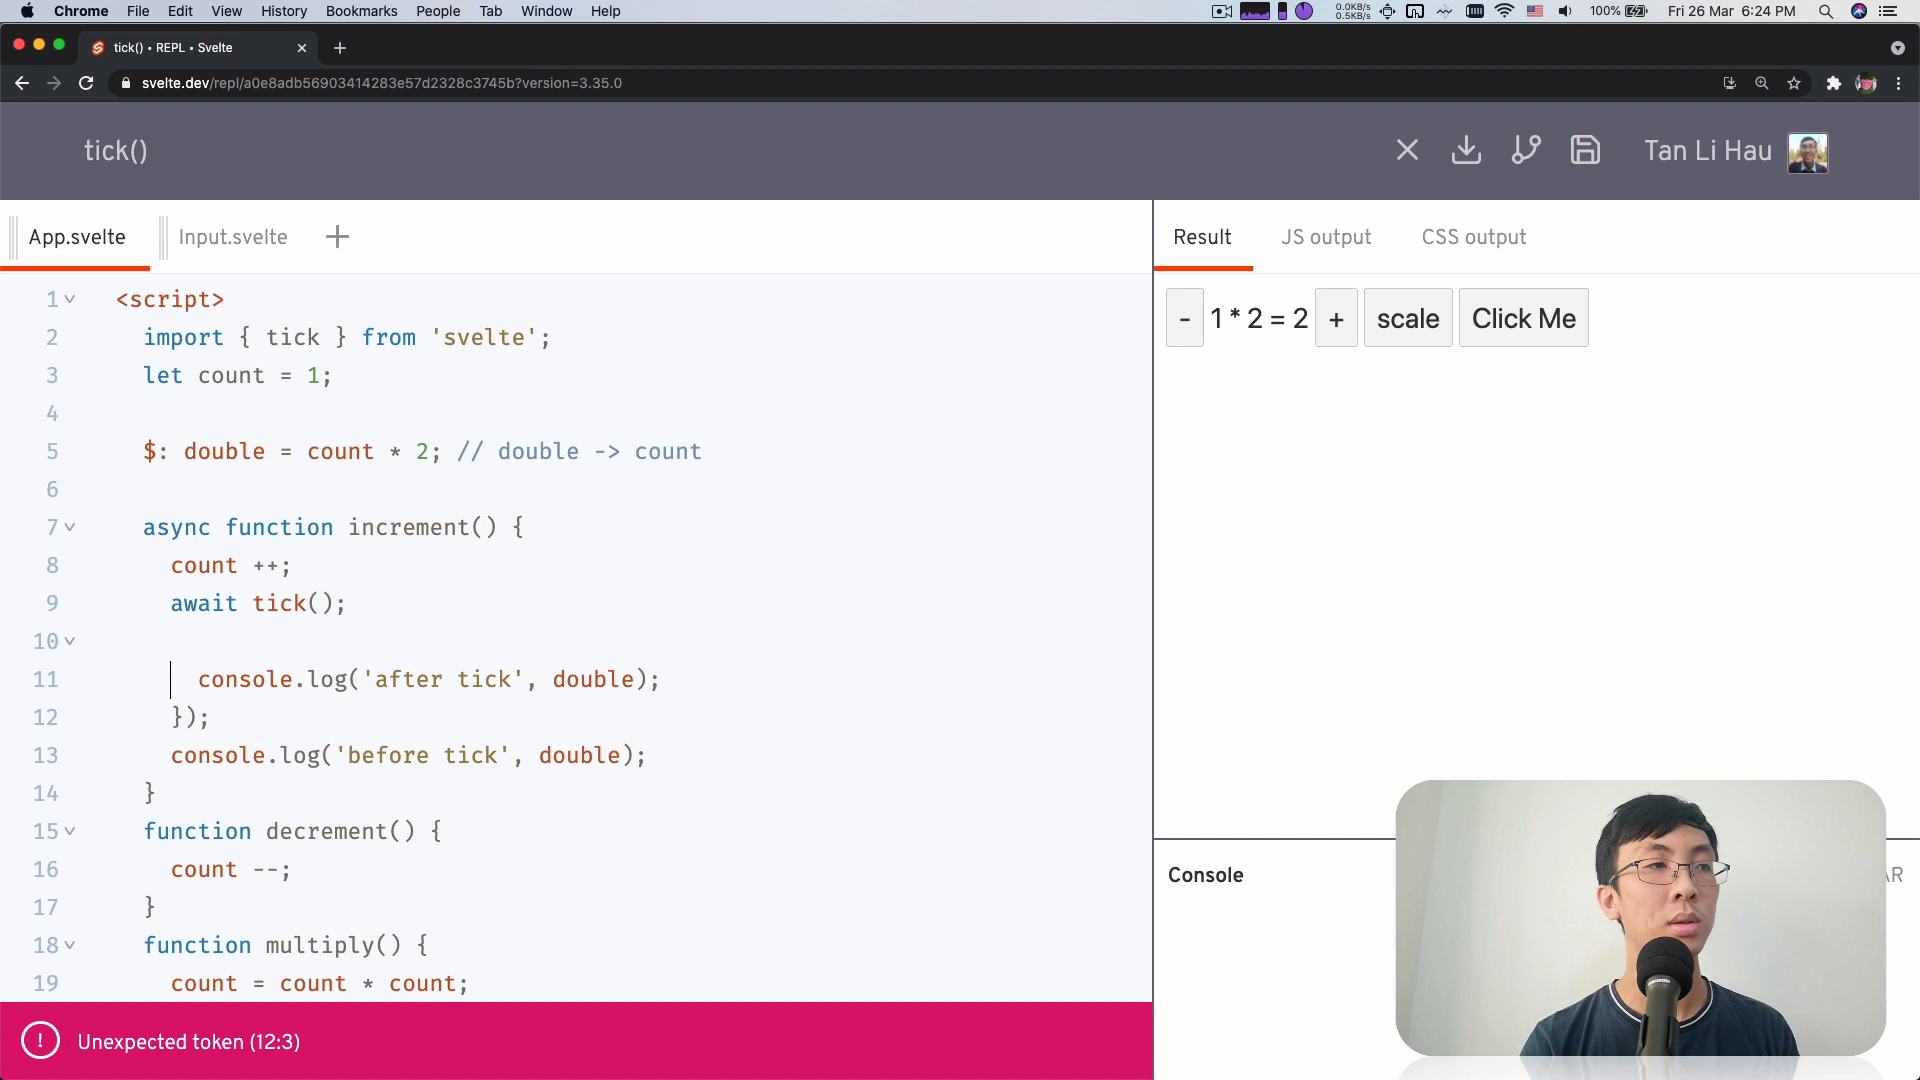 Chrome File Edit View History Bookmarks People Tab Window Help
0.0KB/s
0.5KB/s
100% Fri 26 Mar 6:24 PM
tick() • REPL • Svelte
svelte.dev/repl/a0e8adb56903414283e57d2328c3745b?version=3.35.0
tick()
Tan Li Hau
App.svelte Input.svelte
Result JS output CSS output
1 <script>
2 import { tick } from 'svelte';
3 let count = 1;
4
5 $: double = count * 2; // double -> count
6
7 async function increment() {
8 count ++;
9 await tick();
10
11 console.log('after tick', double);
12 });
13 console.log('before tick', double);
14 }
15 function decrement() {
16 count --;
17 }
18 function multiply() {
19 count = count * count;
- 1 * 2 = 2 + scale Click Me
Console
AR
! Unexpected token (12:3)